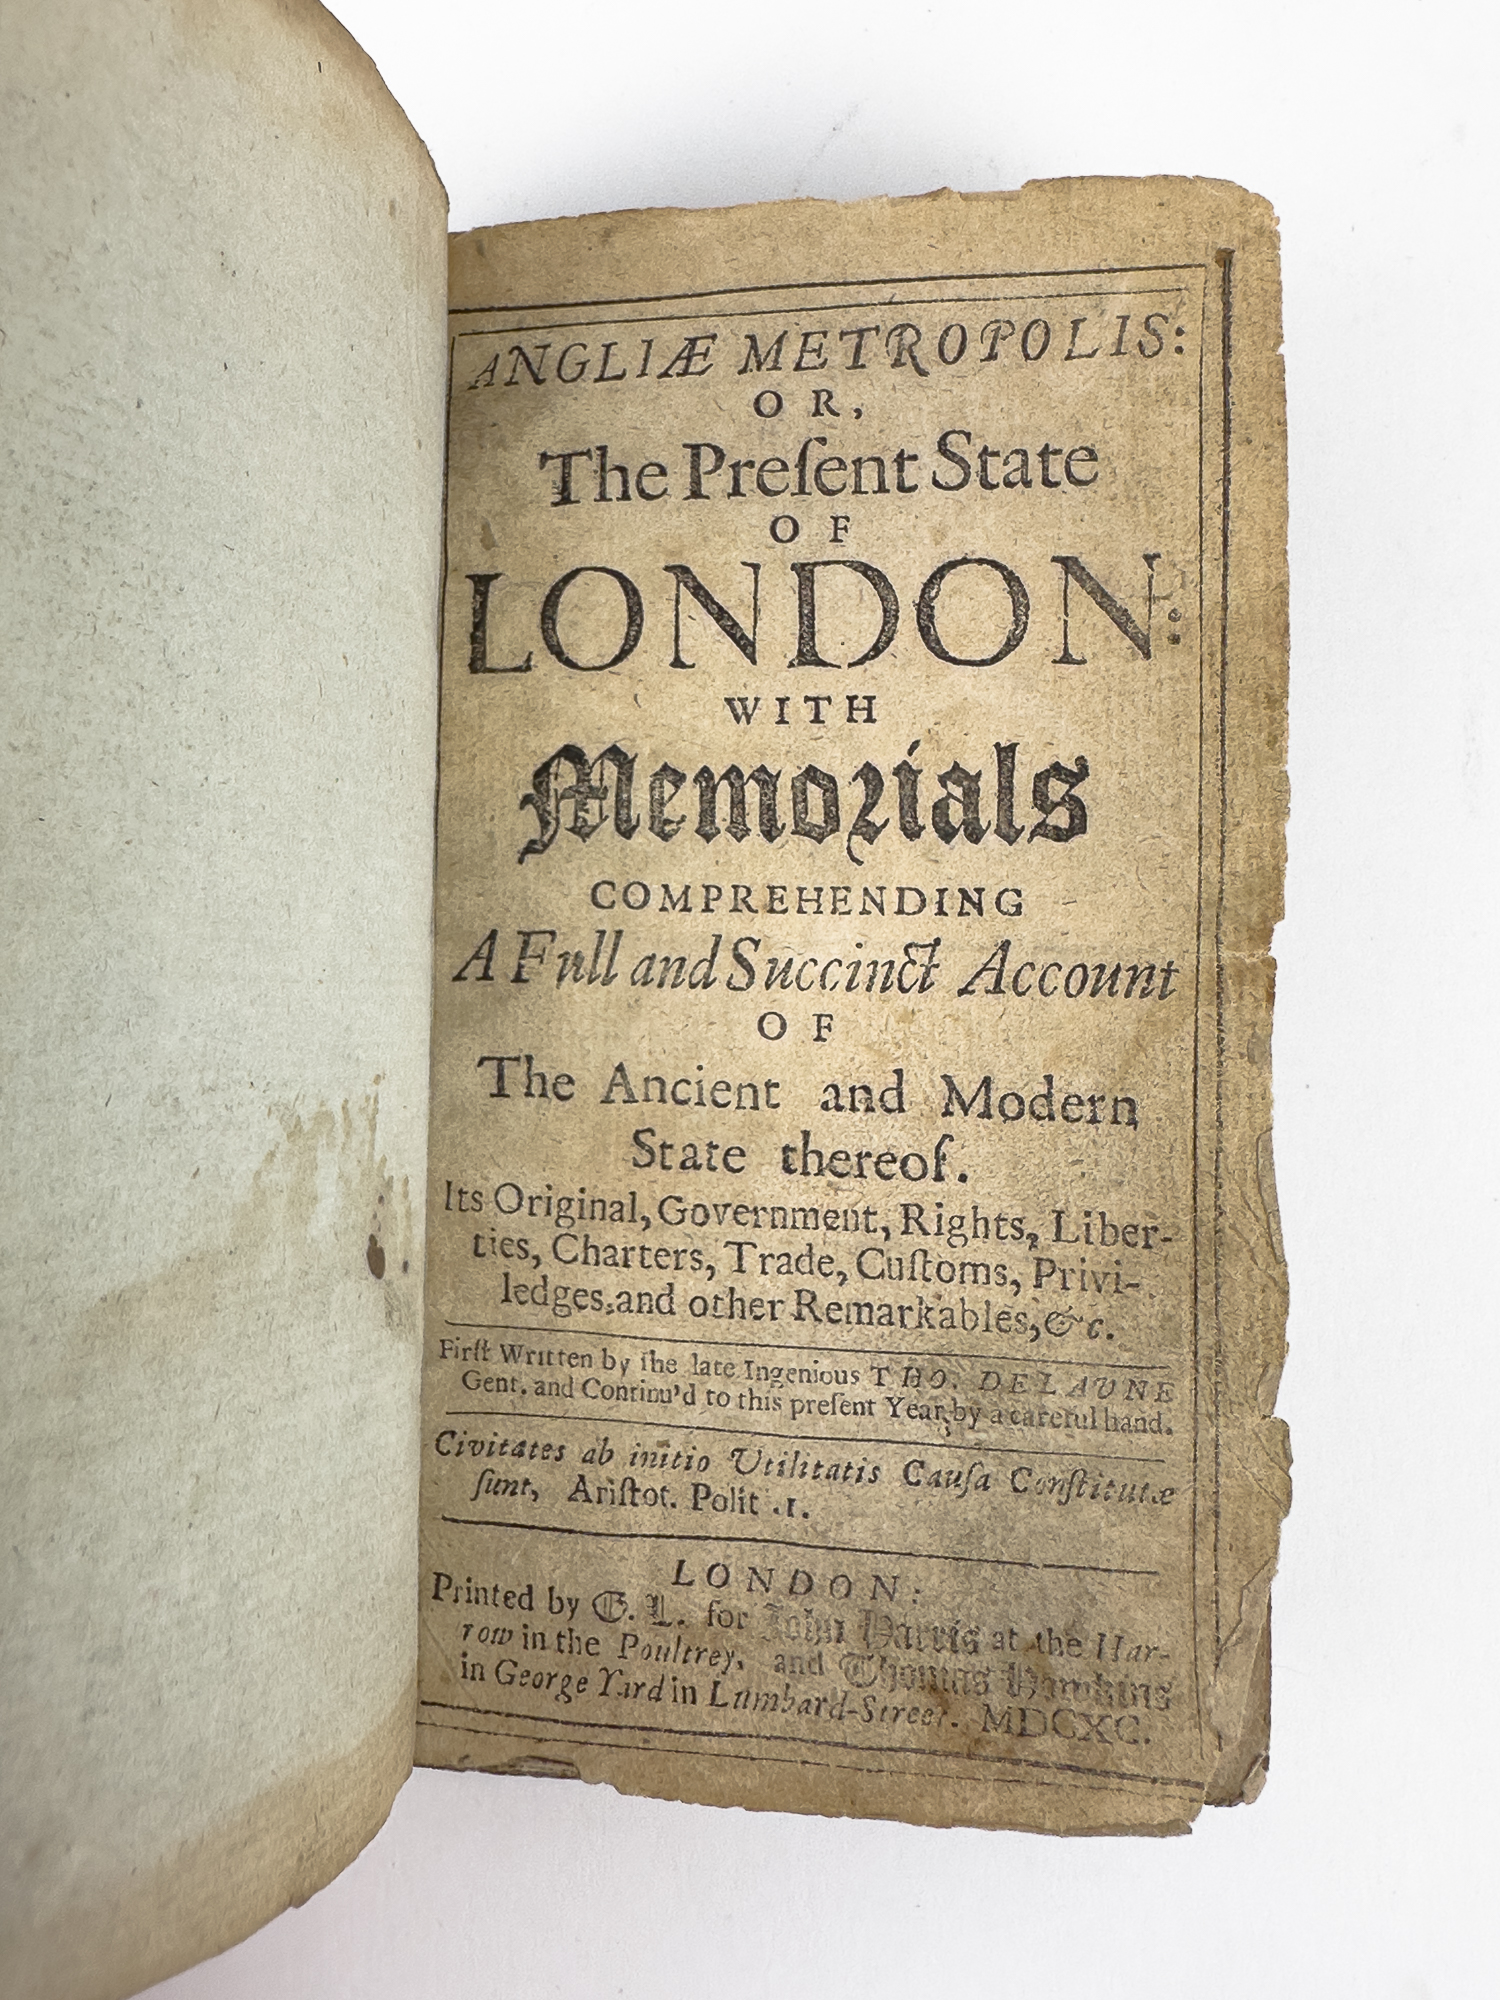 ANGLIÆ METROPOLIS:
OR,
The Preſent State
OF
LONDON:
WITH
Memorials
COMPREHENDING
A Full and Succinct Account
OF
The Ancient and Modern
State thereof.
Its Original, Government, Rights, Liber-
ties, Charters, Trade, Cuſtoms, Privi-
ledges, and other Remarkables, &c.
Firſt Written by the late Ingenious THO. DELAUNE
Gent. and Continu'd to this preſent Year, by a careful hand.
Civitates ab initio Utilitatis Cauſa Conſtitutæ
ſunt, Ariſtot. Polit .1.
LONDON:
Printed by G. L. for John Harris at the Har-
row in the Poultrey, and Thomas Hawkins
in George Yard in Lumbard-Street. MDCXC.